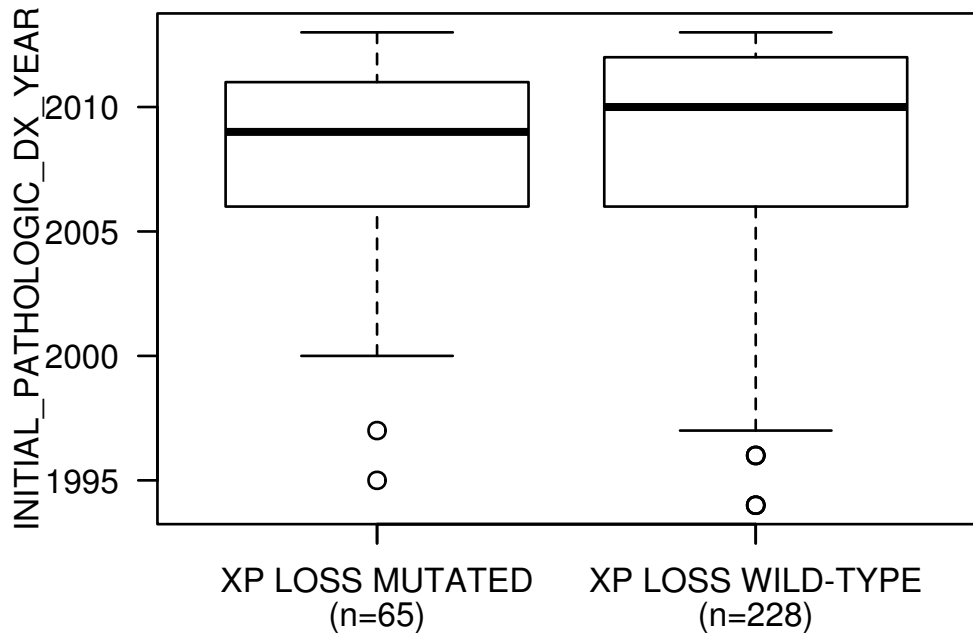 INITIAL_PATHOLOGIC_DX_YEAR
2010
2005
2000
1995
XP LOSS MUTATED
(n=65)
XP LOSS WILD-TYPE
(n=228)